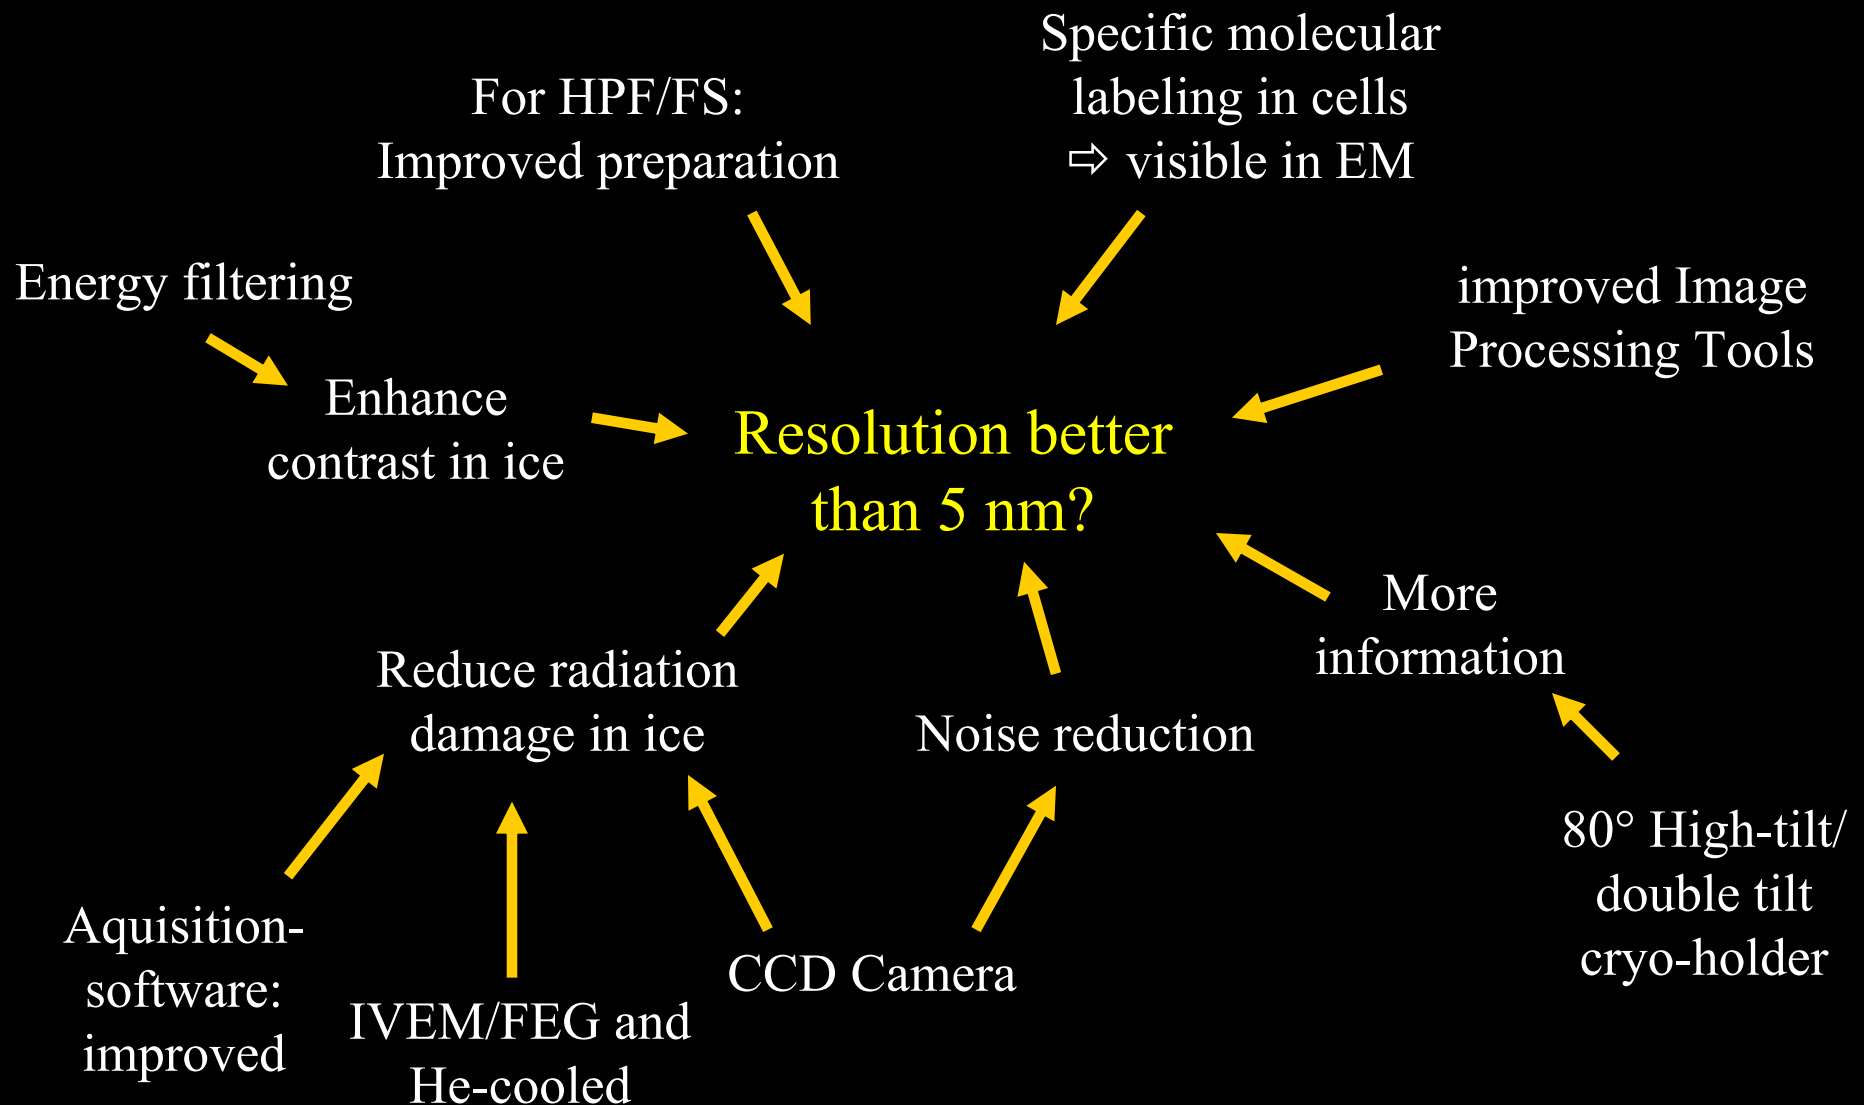 Specific molecular
labeling in cells
⇨ visible in EM
For HPF/FS:
Improved preparation
Energy filtering
improved Image
Processing Tools
Enhance
contrast in ice
Resolution better
than 5 nm?
More
information
Reduce radiation
damage in ice
Noise reduction
80° High-tilt/
double tilt
cryo-holder
Aquisition-
software:
improved
CCD Camera
IVEM/FEG and
He-cooled